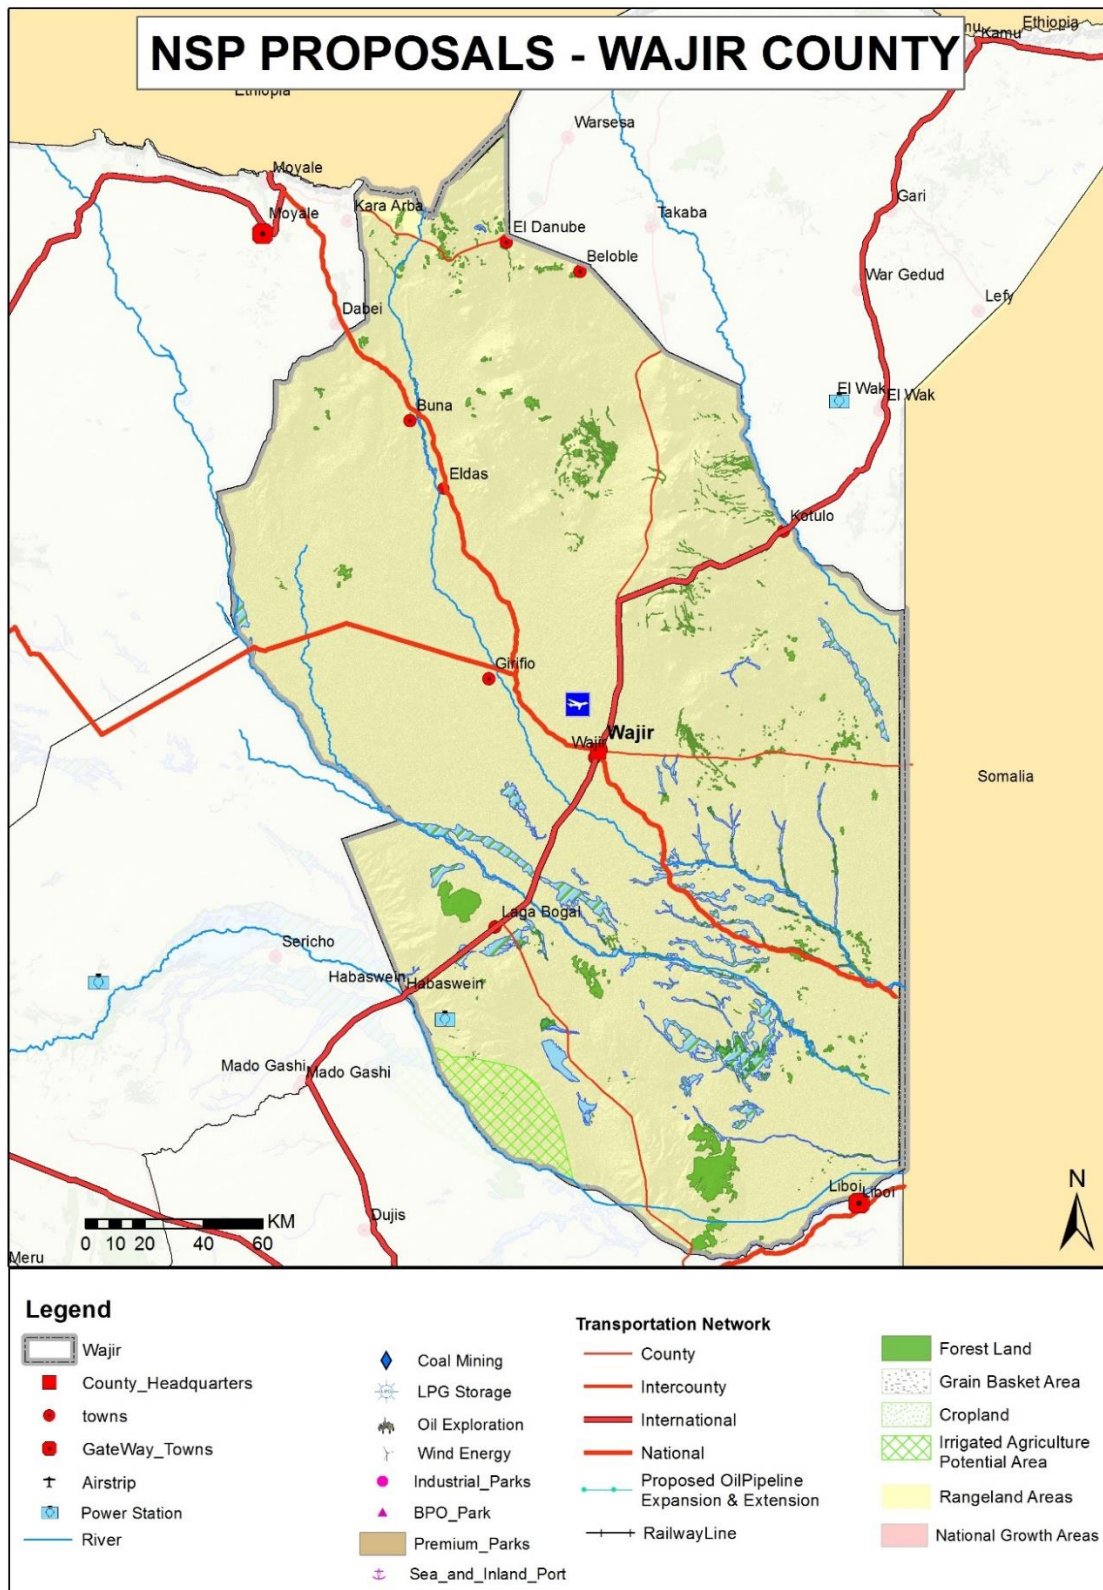 NSP PROPOSALS - WAJIR COUNTY
Ethiopia
Kamu
Ethiopia
Warsesa
Moyale
Moyale
Kara Arba
Takaba
Gari
El Danube
Beloble
War Gedud
Lefy
Dabei
El Wak
El Wak
Buna
Eldas
Kotulo
Girifio
Wajir
Wajir
Somalia
Laga Bogal
Sericho
Habaswein
Habaswein
Mado Gashi
Mado Gashi
Liboi
Liboi
N
Dujis
KM
0 10 20 40 60
Meru
Legend
Wajir
County_Headquarters
towns
GateWay_Towns
Airstrip
Power Station
River
Coal Mining
LPG Storage
Oil Exploration
Wind Energy
Industrial_Parks
BPO_Park
Premium_Parks
Sea_and_Inland_Port
Transportation Network
County
Intercounty
International
National
Proposed OilPipeline
Expansion & Extension
RailwayLine
Forest Land
Grain Basket Area
Cropland
Irrigated Agriculture
Potential Area
Rangeland Areas
National Growth Areas